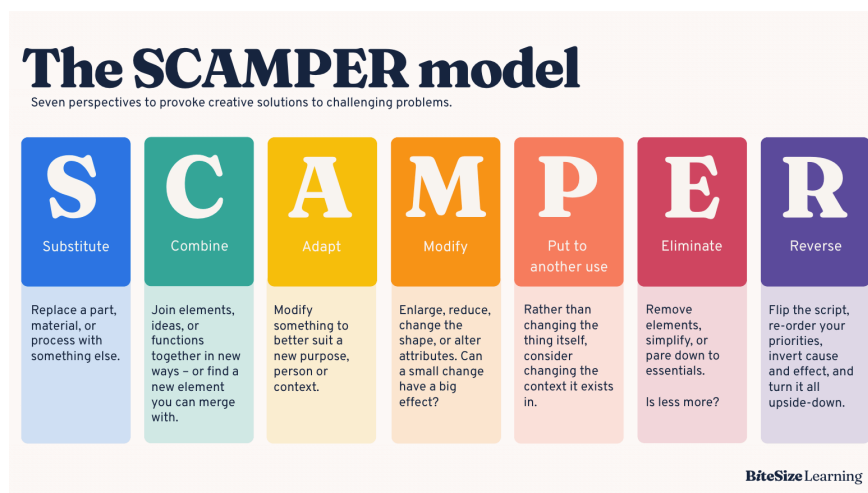 The SCAMPER model
Seven perspectives to provoke creative solutions to challenging problems.
S
Substitute
Replace a part,
material, or
process with
something else.
C
Combine
Join elements,
ideas, or
functions
together in new
ways – or find a
new element
you can merge
with.
A
Adapt
Modify
something to
better suit a
new purpose,
person or
context.
M
Modify
Enlarge, reduce,
change the
shape, or alter
attributes. Can
a small change
have a big
effect?
P
Put to
another use
Rather than
changing the
thing itself,
consider
changing the
context it exists
in.
E
Eliminate
Remove
elements,
simplify, or
pare down to
essentials.
Is less more?
R
Reverse
Flip the script,
re-order your
priorities,
invert cause
and effect, and
turn it all
upside-down.
BiteSize Learning